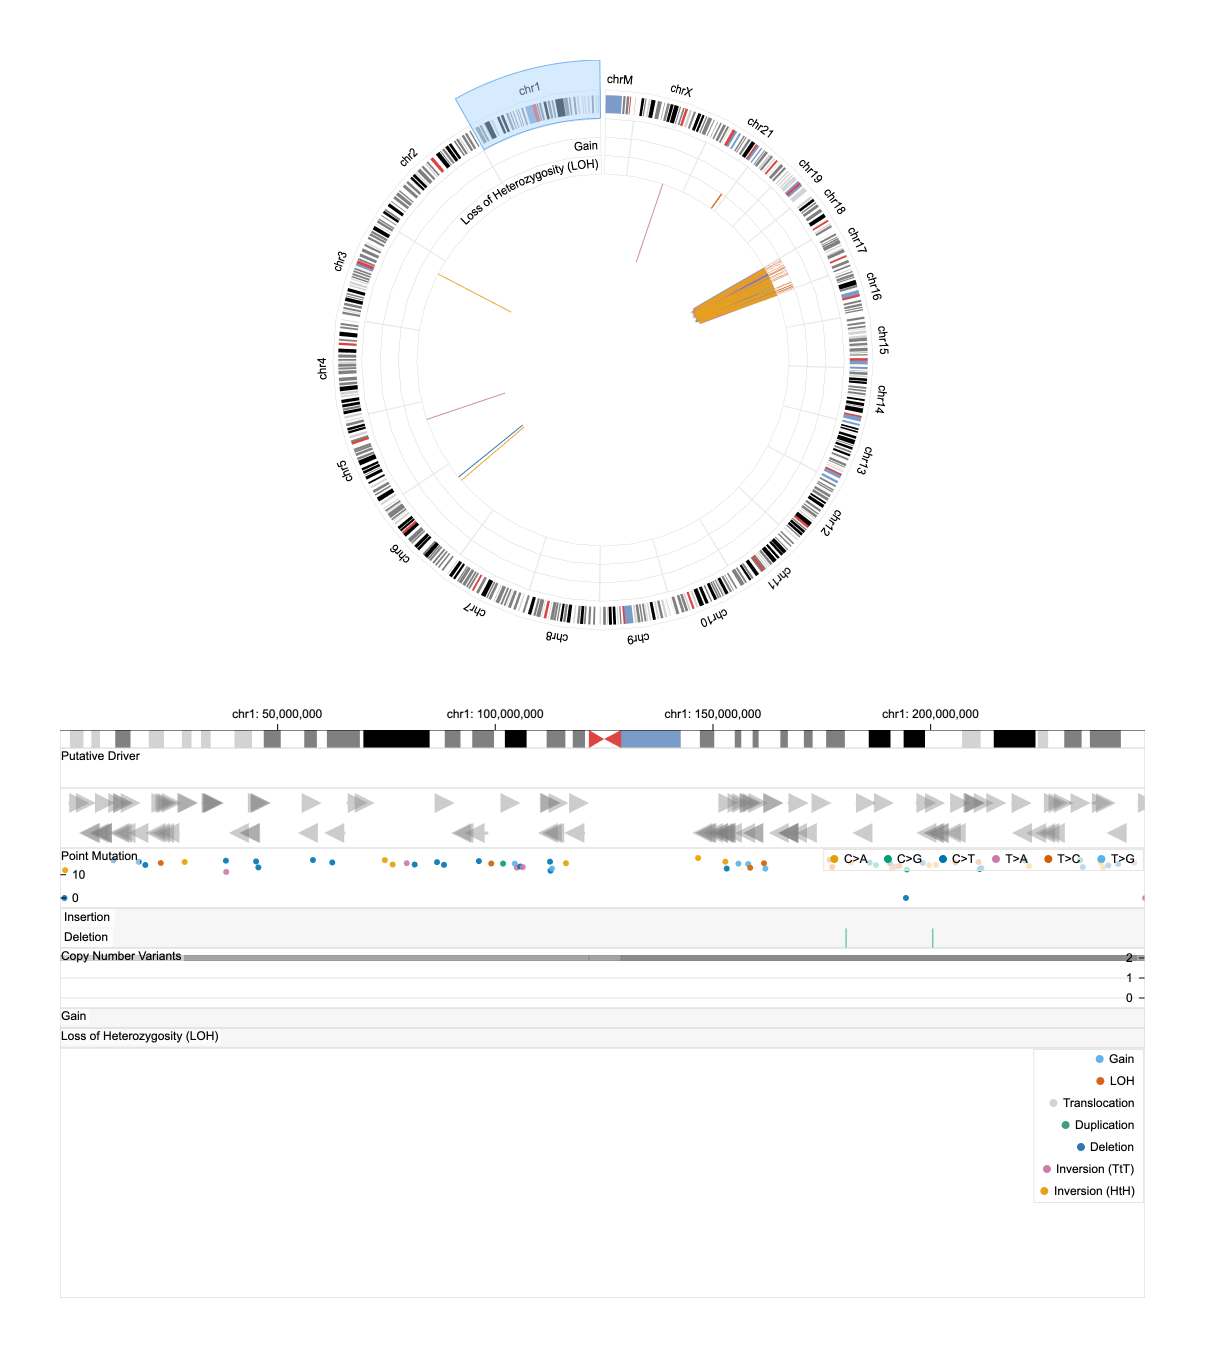 chrM
chr1
chrX
chr21
Gain
chr2
Loss of Heterozygosity (LOH)
chr19
chr18
chr17
chr3
chr16
chr15
chr4
chr14
chr5
chr13
chr12
chr6
chr11
chr7
chr10
chr8
chr9
chr1: 50,000,000
chr1: 100,000,000
chr1: 150,000,000
chr1: 200,000,000
Putative Driver
Point Mutation
C>A
C>G
C>T
T>A
T>C
T>G
10
0
Insertion
Deletion
Copy Number Variants
2
1
0
Gain
Loss of Heterozygosity (LOH)
Gain
LOH
Translocation
Duplication
Deletion
Inversion (TtT)
Inversion (HtH)